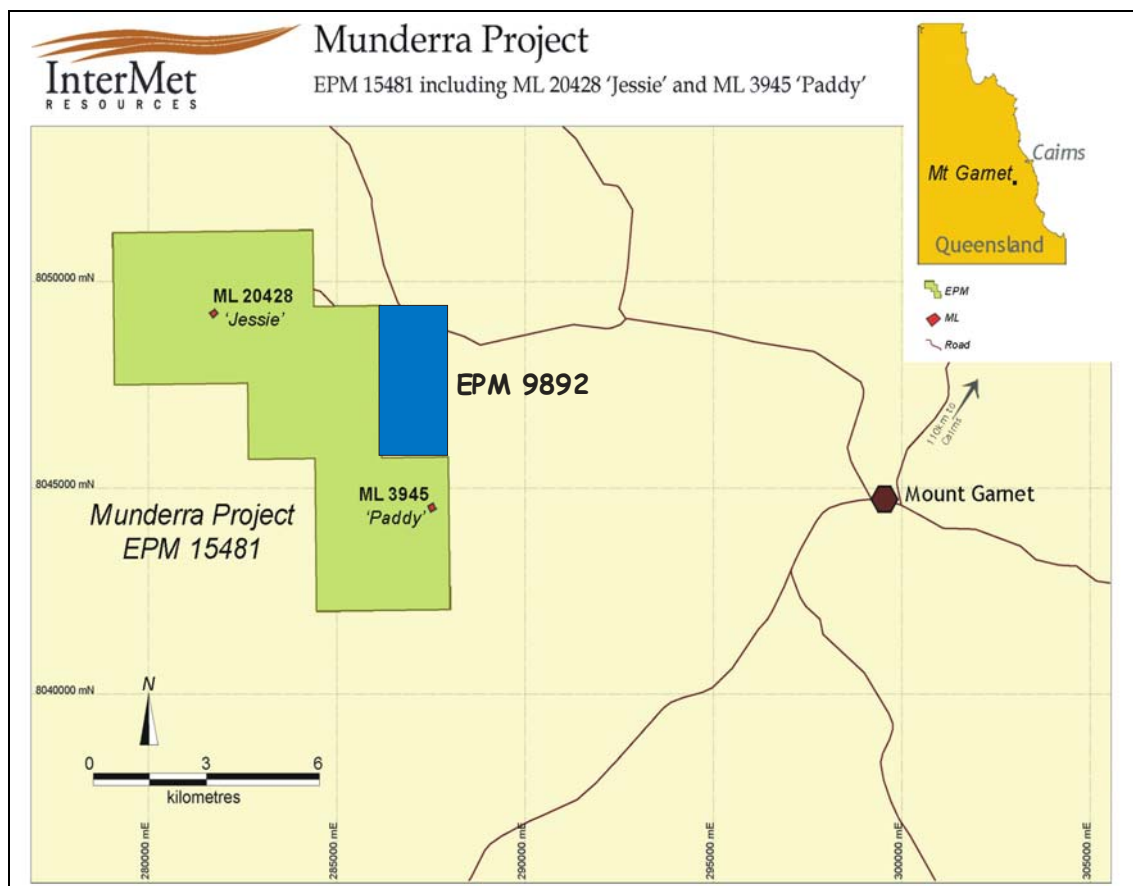 InterMet
RESOURCES
Munderra Project
EPM 15481 including ML 20428 'Jessie' and ML 3945 'Paddy'
Cairns
Mt Garnet
Queensland
EPM
ML
Road
8050000 mN
ML 20428
'Jessie'
EPM 9892
110km to
Cairns
8045000 mN
ML 3945
'Paddy'
Mount Garnet
Munderra Project
EPM 15481
8040000 mN
N
0 3 6
kilometres
280000 mE
285000 mE
290000 mE
295000 mE
300000 mE
305000 mE